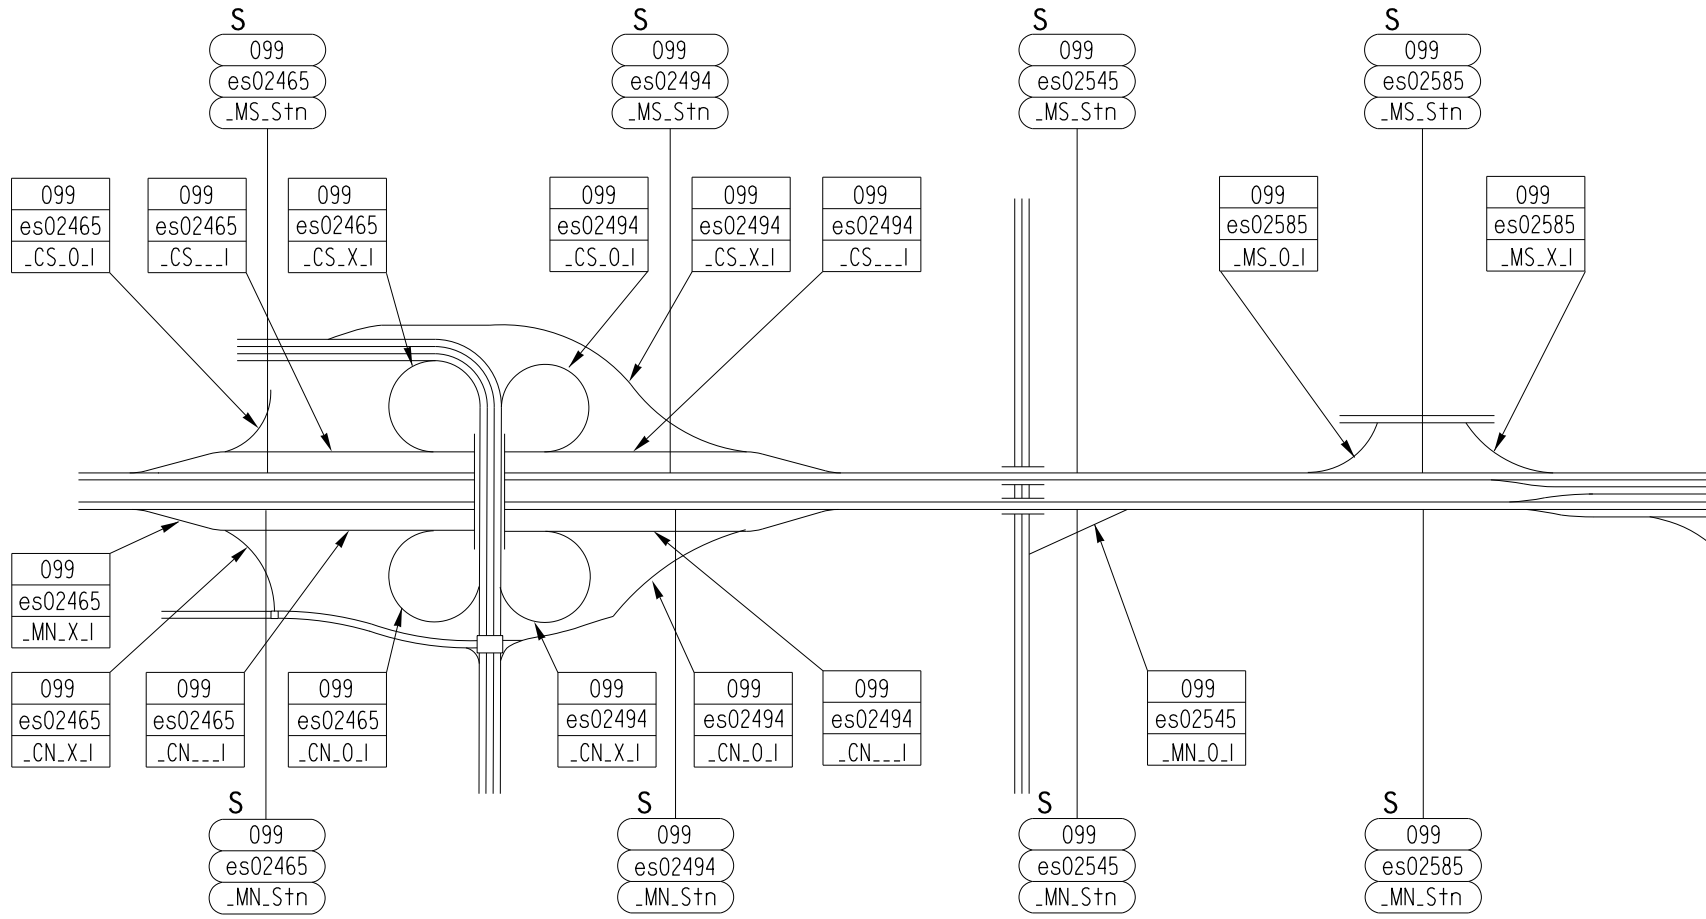 S
099
es02465
_MS_Stn
S
099
es02494
_MS_Stn
S
099
es02545
_MS_Stn
S
099
es02585
_MS_Stn
099
es02465
_CS_O_I
099
es02465
_CS___I
099
es02465
_CS_X_I
099
es02494
_CS_O_I
099
es02494
_CS_X_I
099
es02494
_CS___I
099
es02585
_MS_O_I
099
es02585
_MS_X_I
099
es02465
_MN_X_I
099
es02465
_CN_X_I
099
es02465
_CN___I
099
es02465
_CN_O_I
099
es02494
_CN_X_I
099
es02494
_CN_O_I
099
es02494
_CN___I
099
es02545
_MN_O_I
S
099
es02465
_MN_Stn
S
099
es02494
_MN_Stn
S
099
es02545
_MN_Stn
S
099
es02585
_MN_Stn